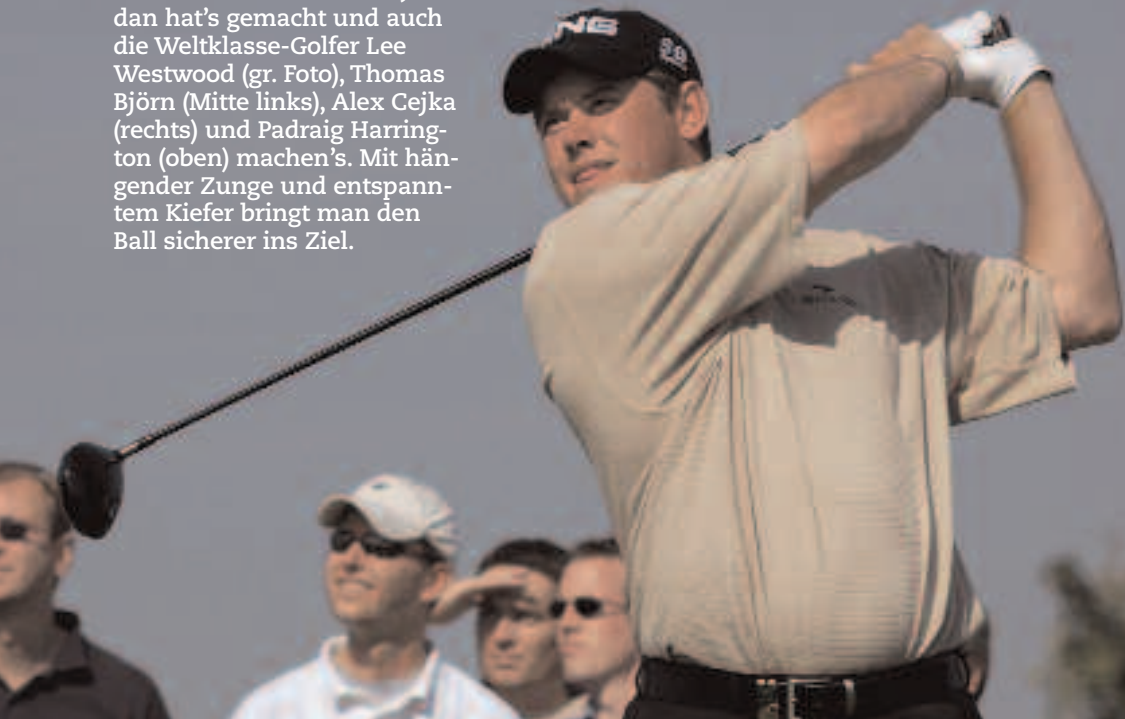 dan hat's gemacht und auch
die Weltklasse-Golfer Lee
Westwood (gr. Foto), Thomas
Björn (Mitte links), Alex Cejka
(rechts) und Padraig Harring-
ton (oben) machen's. Mit hän-
gender Zunge und entspann-
tem Kiefer bringt man den
Ball sicherer ins Ziel.